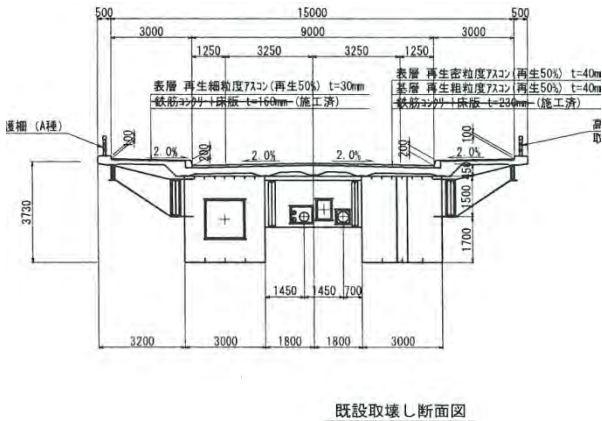 500 15000 500
3000 9000 3000
1250 3250 3250 1250
表層 再生細粒度アスコン(再生50%) t=30mm
鉄筋コンクリート床版 t=160mm (施工済)
表層 再生密粒度アスコン(再生50%) t=40mm
基層 再生粗粒度アスコン(再生50%) t=40mm
鉄筋コンクリート床版 t=230mm (施工済)
護柵 (A種)
高
取
100 2.0% 200 2.0% 2.0% 200 2.0% 100
3730
1500
1700
1450 1450 700
3200 3000 1800 1800 3000
既設取壊し断面図